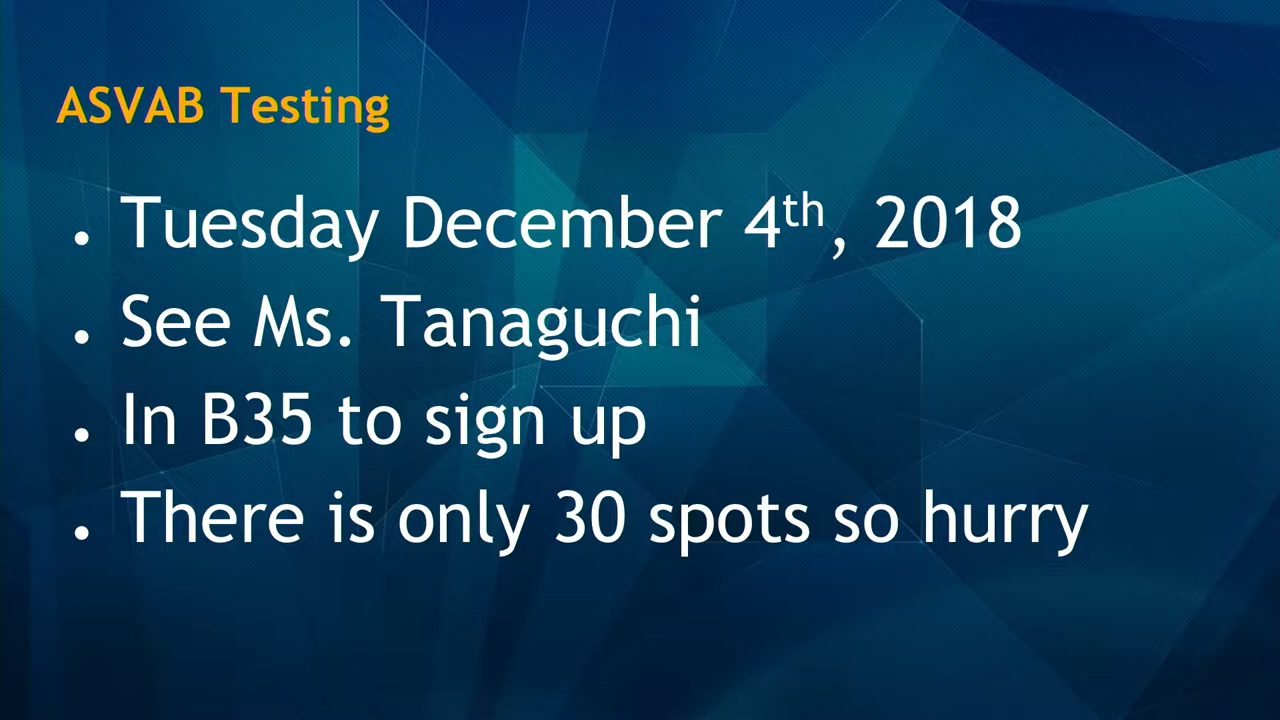 ASVAB Testing
• Tuesday December 4th, 2018
• See Ms. Tanaguchi
• In B35 to sign up
• There is only 30 spots so hurry